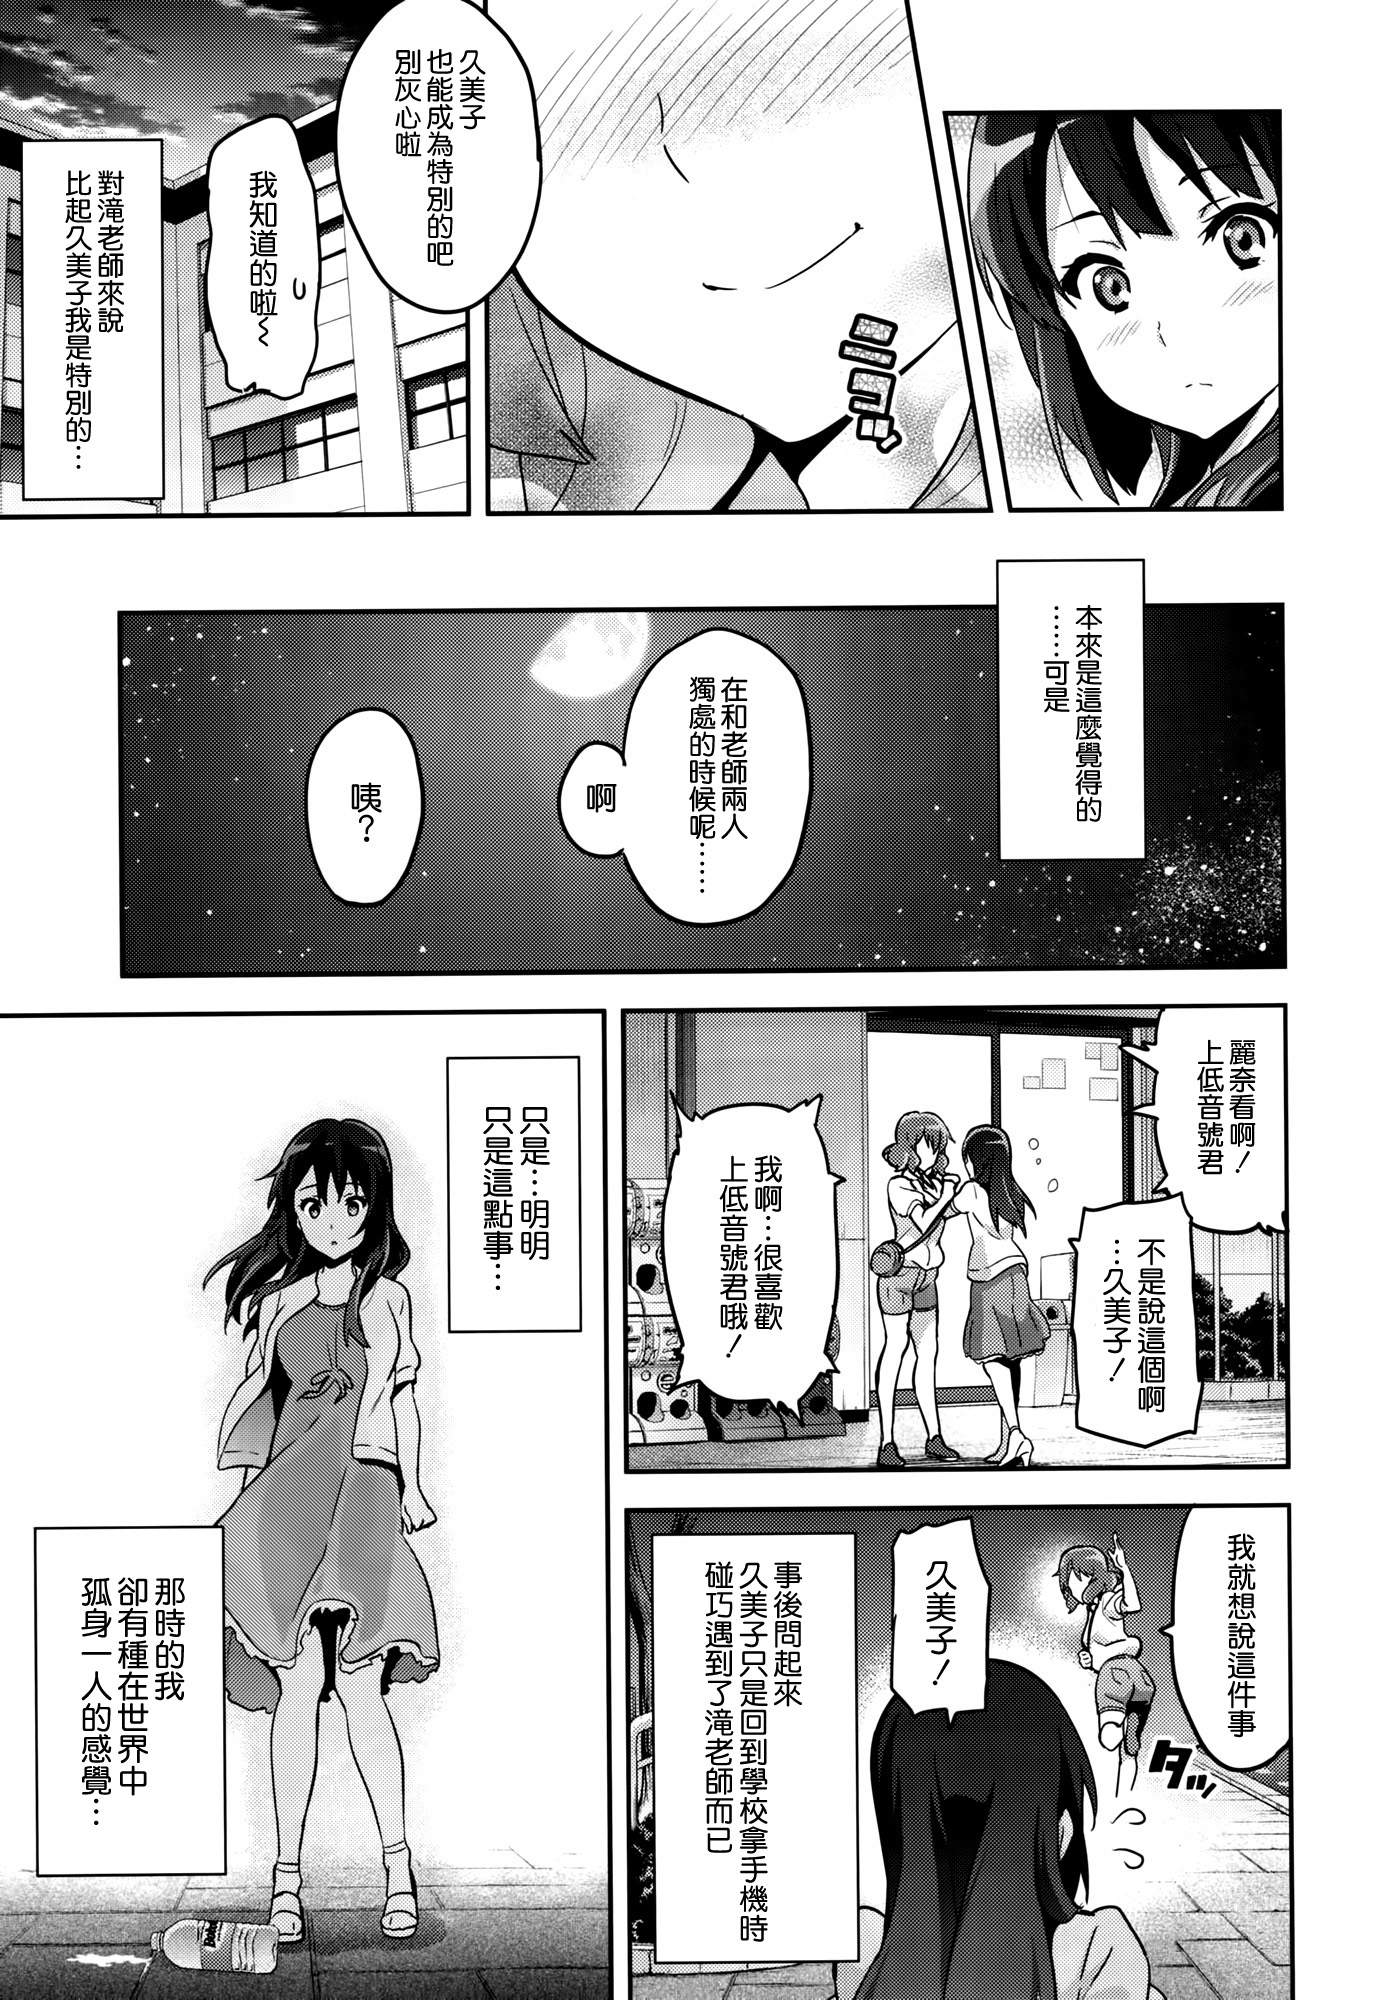 ニコッ
久美子
也能成為特別的吧
別灰心啦
我知道的啦～
對滝老師來說
比起久美子我是特別的…
本來是這麼覺得的
……可是
在和老師兩人
獨處的時候呢……
啊
咦？
麗奈看啊！
上低音號君
不是說這個啊
…久美子！
我啊…很喜歡
上低音號君哦！
我就想說這件事
タッ
久美子！
事後問起來
久美子只是回到學校拿手機時
碰巧遇到了滝老師而已
只是…明明
只是這點事…
那時的我
卻有種在世界中
孤身一人的感覺…